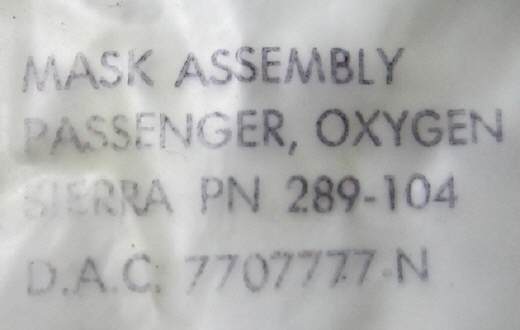 MASK ASSEMBLY
PASSENGER, OXYGEN
SIERRA PN 289-104
D.A.C. 7707777-N